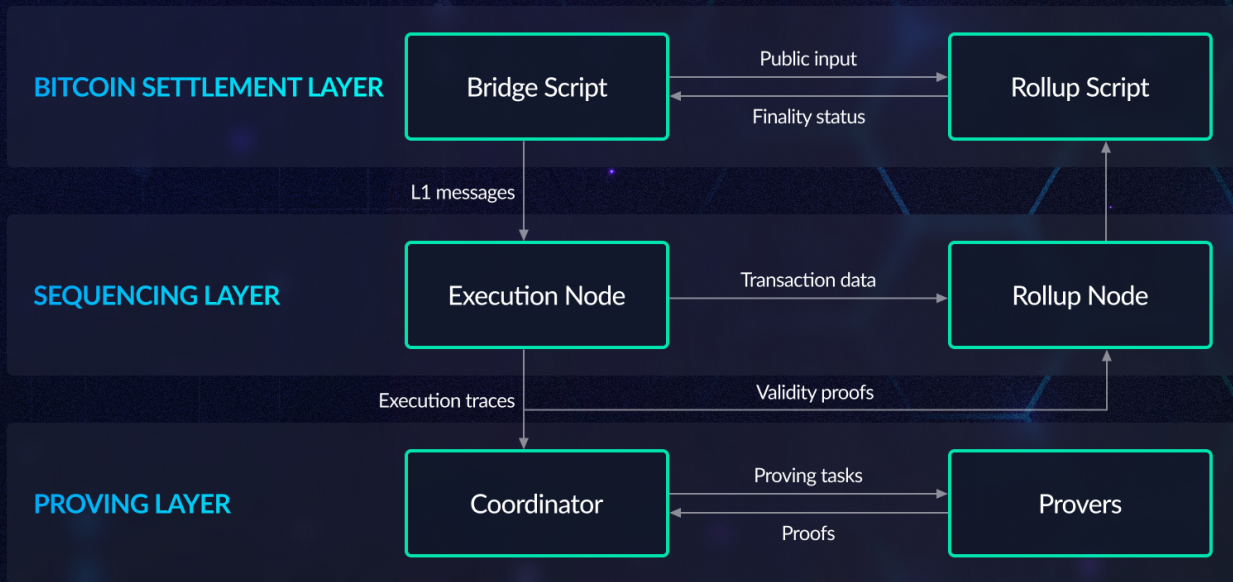 BITCOIN SETTLEMENT LAYER
Bridge Script
Public input
Finality status
Rollup Script
L1 messages
SEQUENCING LAYER
Execution Node
Transaction data
Rollup Node
Execution traces
Validity proofs
PROVING LAYER
Coordinator
Proving tasks
Proofs
Provers